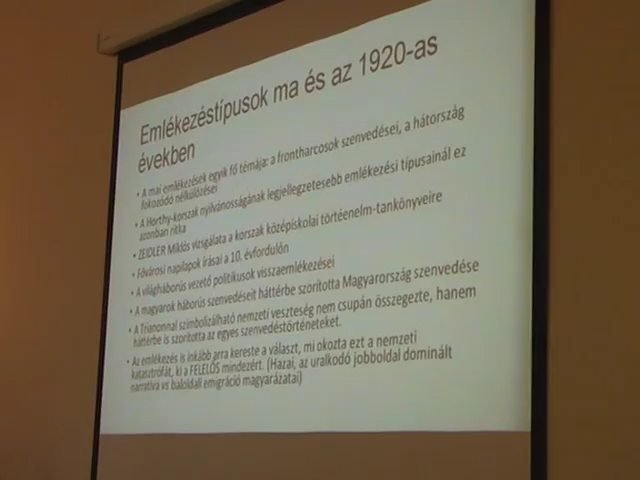 Emlékezéstípusok ma és az 1920-as
években
• A mai emlékezések egyik fő témája: a frontharcosok szenvedései, a hátország
fokozódó nélkülözései
• A Horthy-korszak nyilvánosságának legjellegzetesebb emlékezési típusainál ez
azonban ritka
• ZEIDLER Miklós vizsgálata a korszak középiskolai törtéenelm-tankönyveire
• Fővárosi napilapok írásai a 10. évfordulón
• A világháborús vezető politikusok visszaemlékezései
• A magyarok háborús szenvedéseit háttérbe szorította Magyarország szenvedése
• A Trianonnal szimbolizálható nemzeti veszteség nem csupán összegezte, hanem
háttérbe is szorította az egyes szenvedéstörténeteket.
• Az emlékezés is inkább arra kereste a választ, mi okozta ezt a nemzeti
katasztrófát, ki a FELELŐS mindezért. (Hazai, az uralkodó jobboldal dominált
narratíva vs baloldali emigráció magyarázatai)